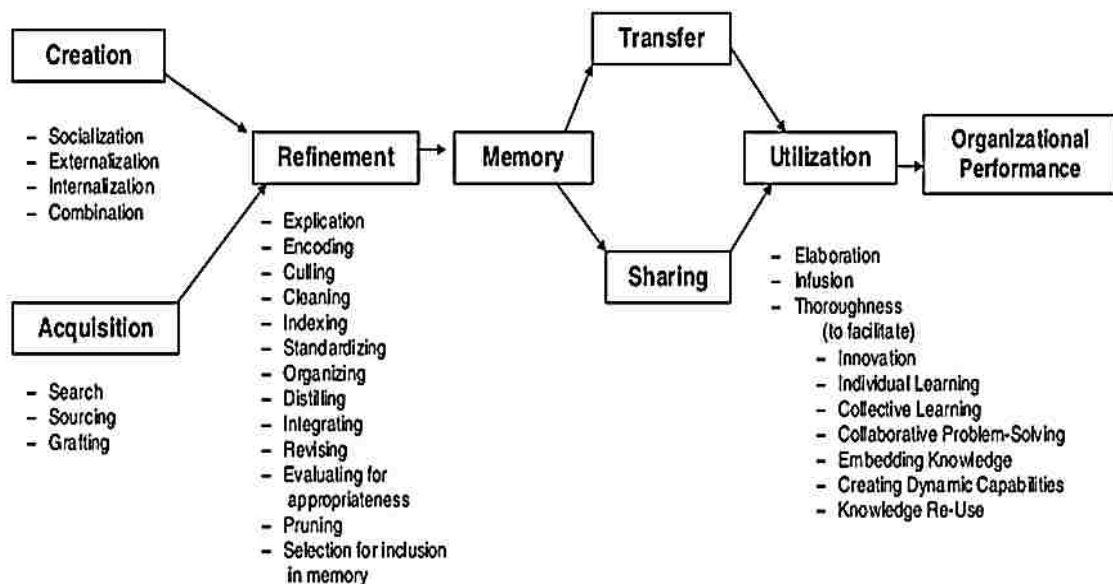 Creation
– Socialization
– Externalization
– Internalization
– Combination
Acquisition
– Search
– Sourcing
– Grafting
Refinement
– Explication
– Encoding
– Culling
– Cleaning
– Indexing
– Standardizing
– Organizing
– Distilling
– Integrating
– Revising
– Evaluating for
appropriateness
– Pruning
– Selection for inclusion
in memory
Memory
Transfer
Sharing
Utilization
– Elaboration
– Infusion
– Thoroughness
(to facilitate)
– Innovation
– Individual Learning
– Collective Learning
– Collaborative Problem-Solving
– Embedding Knowledge
– Creating Dynamic Capabilities
– Knowledge Re-Use
Organizational
Performance